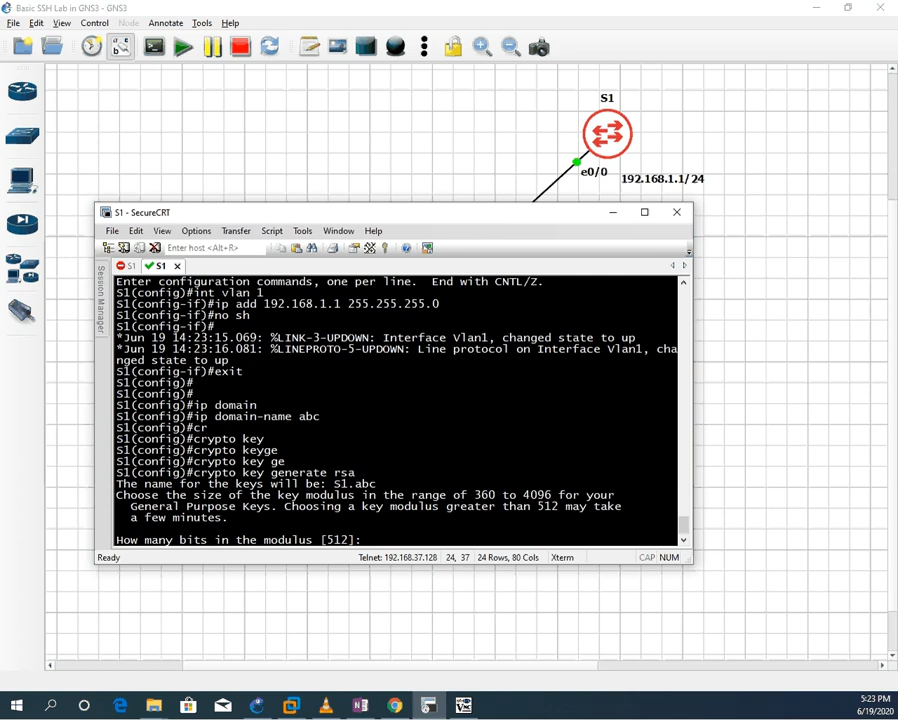 Basic SSH Lab in GNS3 - GNS3
File Edit View Control Node Annotate Tools Help
S1
e0/0
192.168.1.1/24
S1 - SecureCRT
File Edit View Options Transfer Script Tools Window Help
Enter host <Alt+R>
S1 S1
Session Manager
Enter configuration commands, one per line.  End with CNTL/Z.
S1(config)#int vlan 1
S1(config-if)#ip add 192.168.1.1 255.255.255.0
S1(config-if)#no sh
S1(config-if)#
*Jun 19 14:23:15.069: %LINK-3-UPDOWN: Interface Vlan1, changed state to up
*Jun 19 14:23:16.081: %LINEPROTO-5-UPDOWN: Line protocol on Interface Vlan1, cha
nged state to up
S1(config-if)#exit
S1(config)#
S1(config)#
S1(config)#ip domain
S1(config)#ip domain-name abc
S1(config)#cr
S1(config)#crypto key
S1(config)#crypto keyge
S1(config)#crypto key ge
S1(config)#crypto key generate rsa
The name for the keys will be: S1.abc
Choose the size of the key modulus in the range of 360 to 4096 for your
General Purpose Keys. Choosing a key modulus greater than 512 may take
a few minutes.
How many bits in the modulus [512]:
Ready Telnet: 192.168.37.128 24, 37 24 Rows, 80 Cols Xterm CAP NUM
5:23 PM
6/19/2020